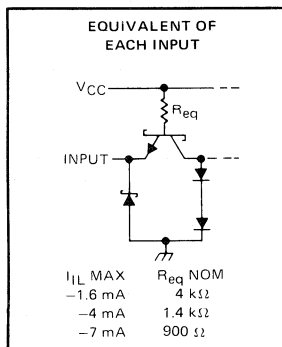 EQUIVALENT OF
EACH INPUT
VCC
Req
INPUT
IIL MAX Req NOM
−1.6 mA 4 kΩ
−4 mA 1.4 kΩ
−7 mA 900 Ω